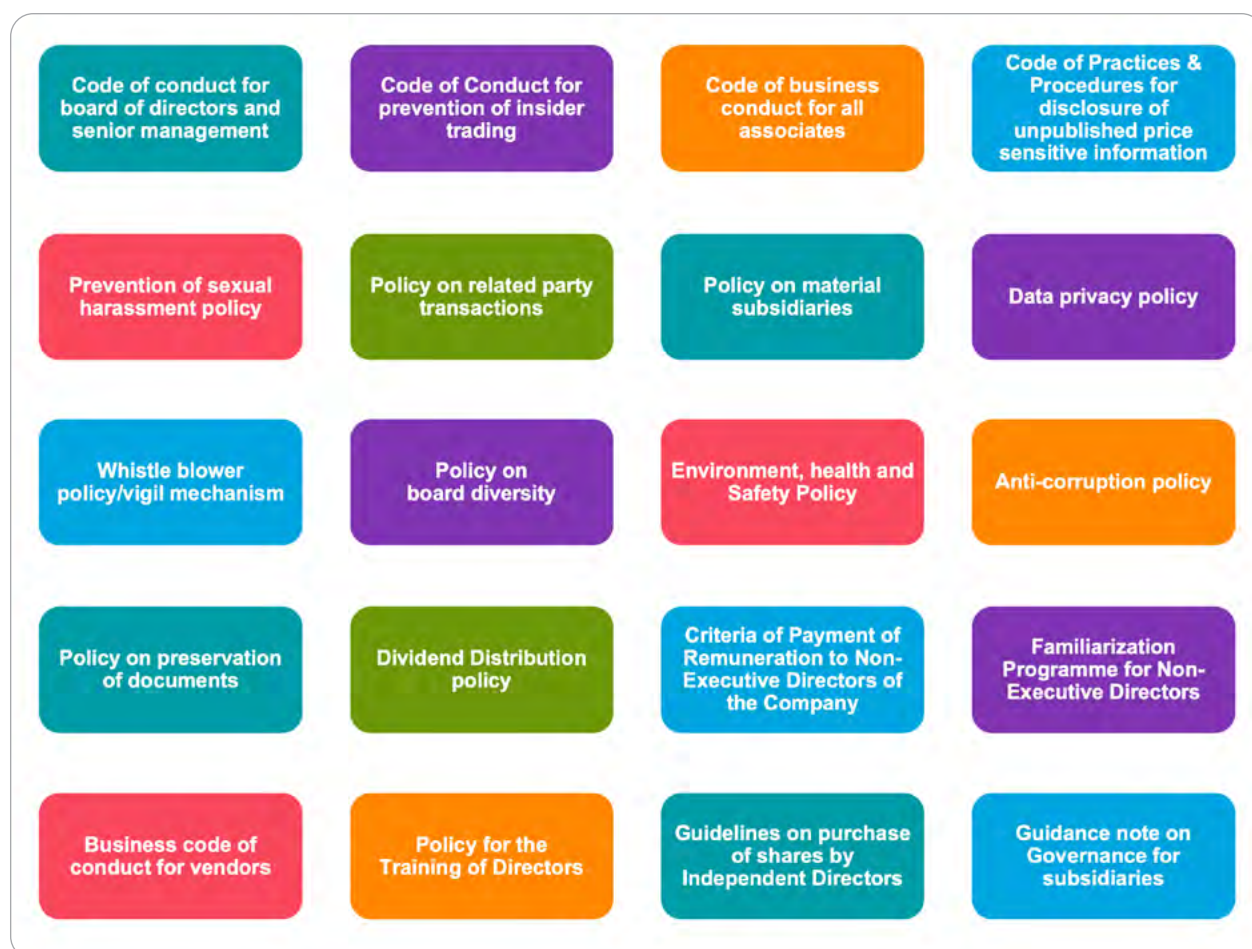 Code of conduct for
board of directors and
senior management
Code of Conduct for
prevention of insider
trading
Code of business
conduct for all
associates
Code of Practices &
Procedures for
disclosure of
unpublished price
sensitive information
Prevention of sexual
harassment policy
Policy on related party
transactions
Policy on material
subsidiaries
Data privacy policy
Whistle blower
policy/vigil mechanism
Policy on
board diversity
Environment, health and
Safety Policy
Anti-corruption policy
Policy on preservation
of documents
Dividend Distribution
policy
Criteria of Payment of
Remuneration to Non-
Executive Directors of
the Company
Familiarization
Programme for Non-
Executive Directors
Business code of
conduct for vendors
Policy for the
Training of Directors
Guidelines on purchase
of shares by
Independent Directors
Guidance note on
Governance for
subsidiaries